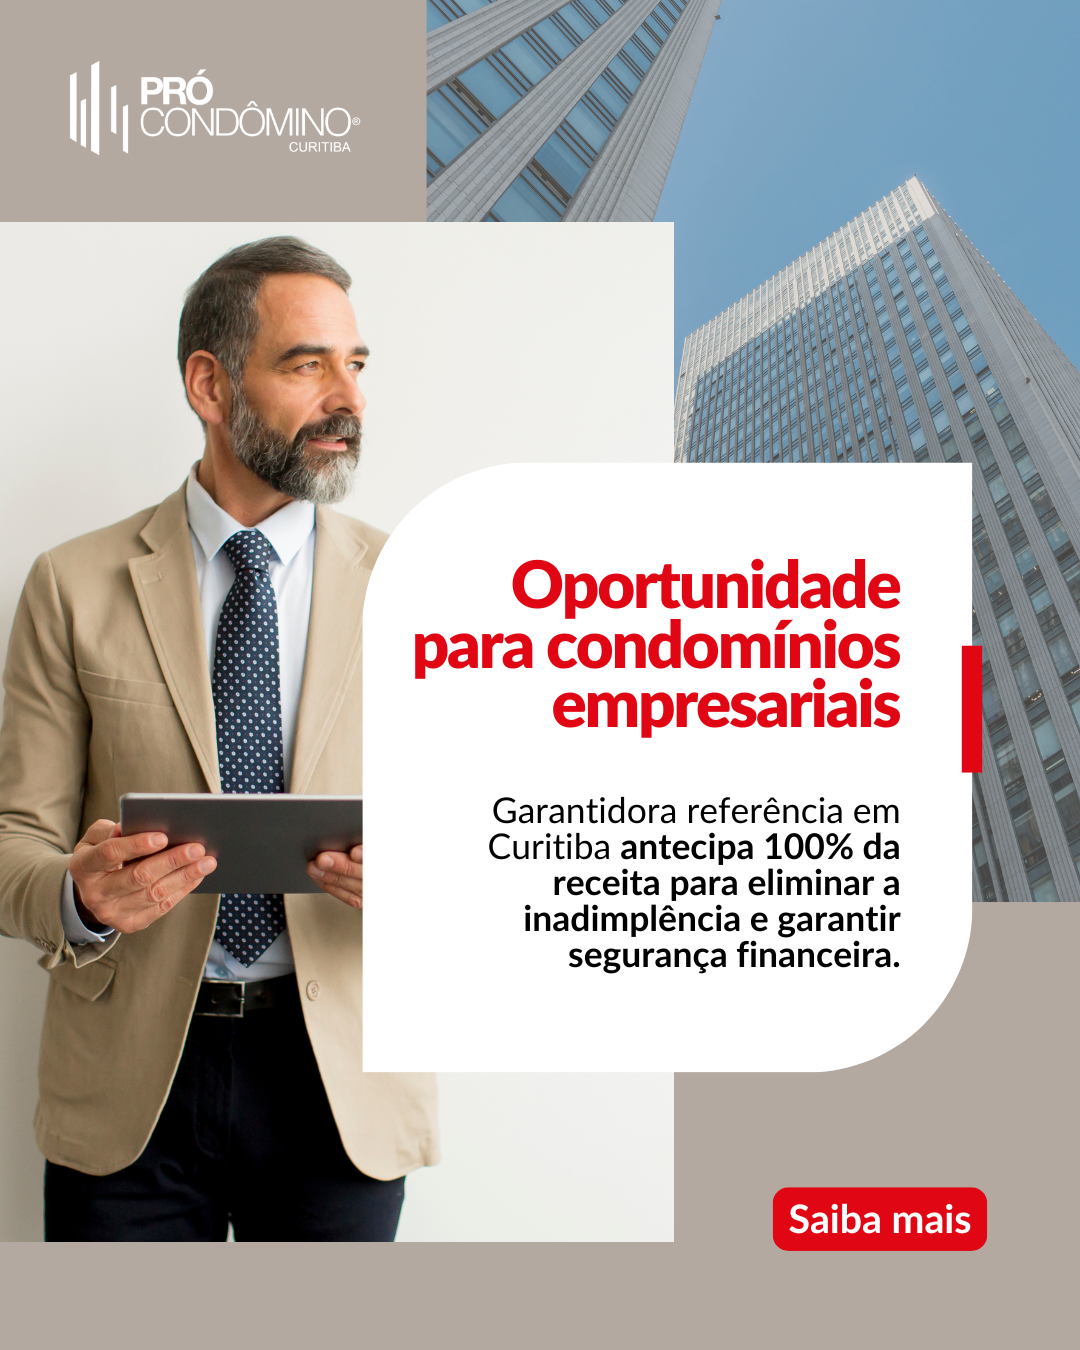 PRÓ
CONDÔMINO®
CURITIBA
Oportunidade
para condomínios
empresariais
Garantidora referência em
Curitiba antecipa 100% da
receita para eliminar a
inadimplência e garantir
segurança financeira.
Saiba mais